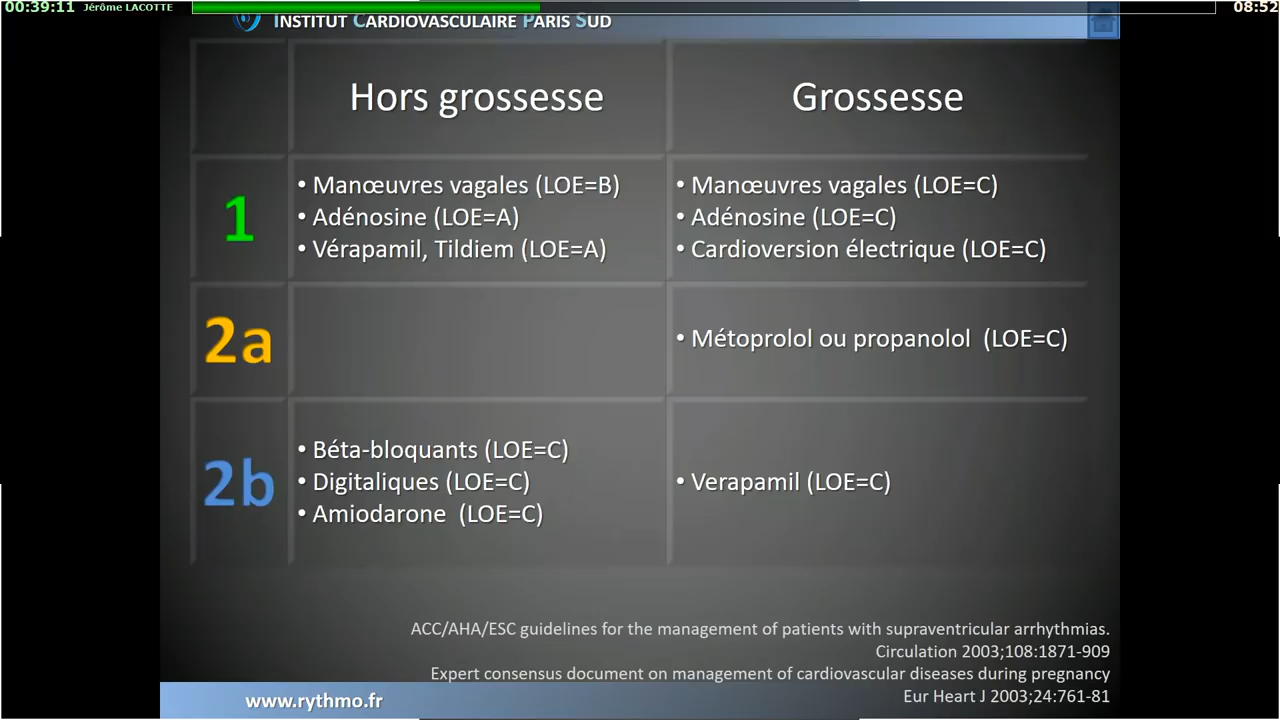 00:39:11 Jérôme LACOTTE 08:52
INSTITUT CARDIOVASCULAIRE PARIS SUD
Hors grossesse Grossesse
1
• Manœuvres vagales (LOE=B)
• Adénosine (LOE=A)
• Vérapamil, Tildiem (LOE=A)
• Manœuvres vagales (LOE=C)
• Adénosine (LOE=C)
• Cardioversion électrique (LOE=C)
2a
• Métoprolol ou propanolol (LOE=C)
2b
• Béta-bloquants (LOE=C)
• Digitaliques (LOE=C)
• Amiodarone (LOE=C)
• Verapamil (LOE=C)
ACC/AHA/ESC guidelines for the management of patients with supraventricular arrhythmias.
Circulation 2003;108:1871-909
Expert consensus document on management of cardiovascular diseases during pregnancy
Eur Heart J 2003;24:761-81
www.rythmo.fr